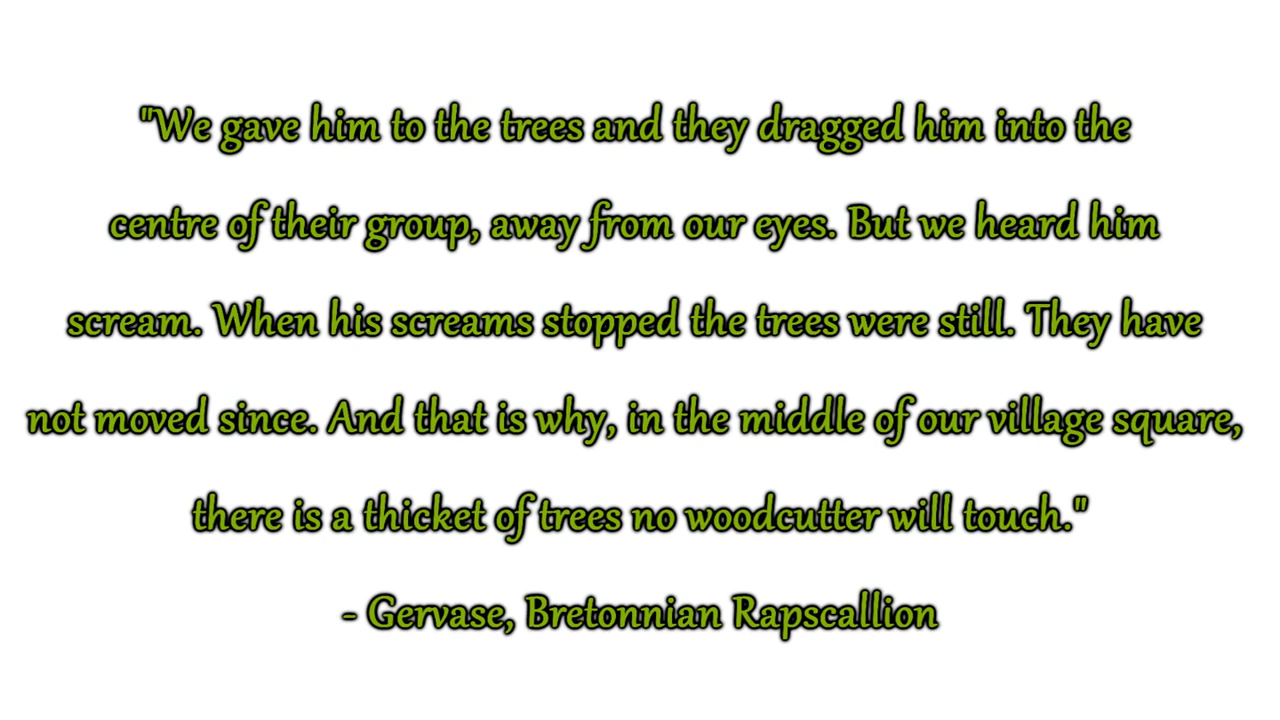 "We gave him to the trees and they dragged him into the
centre of their group, away from our eyes. But we heard him
scream. When his screams stopped the trees were still. They have
not moved since. And that is why, in the middle of our village square,
there is a thicket of trees no woodcutter will touch."
- Gervase, Bretonnian Rapscallion